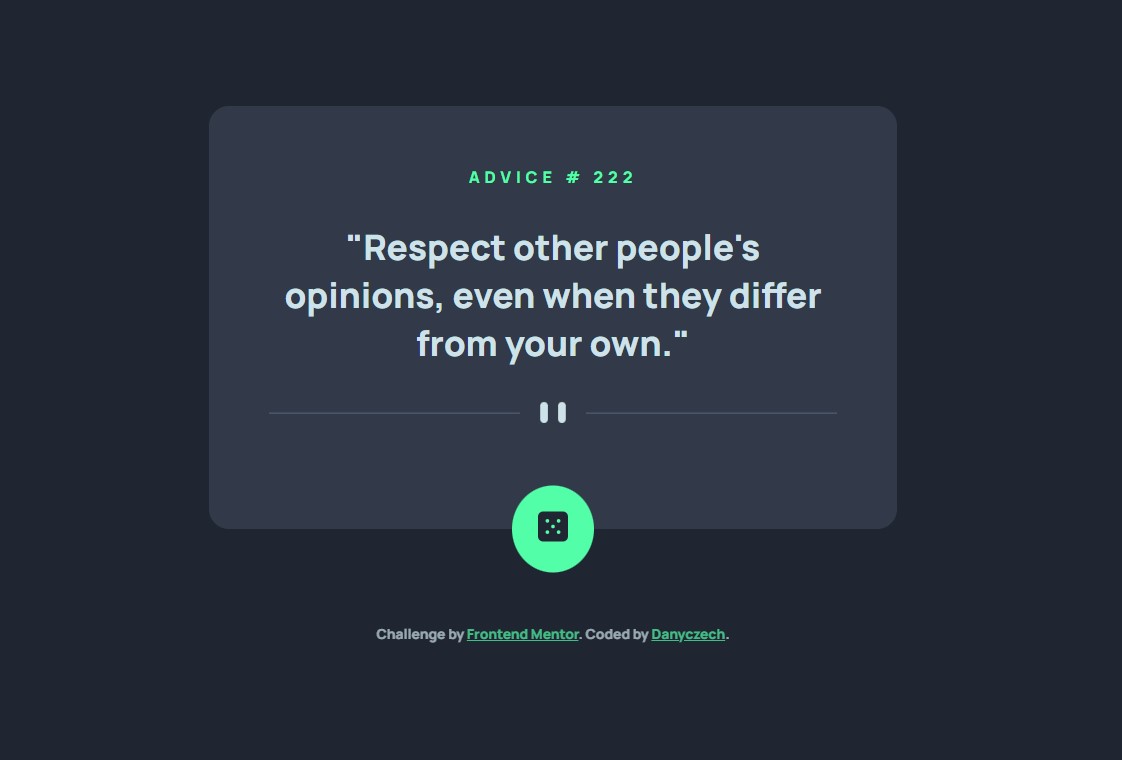 ADVICE # 222
"Respect other people's
opinions, even when they differ
from your own."
Challenge by Frontend Mentor. Coded by Danyczech.